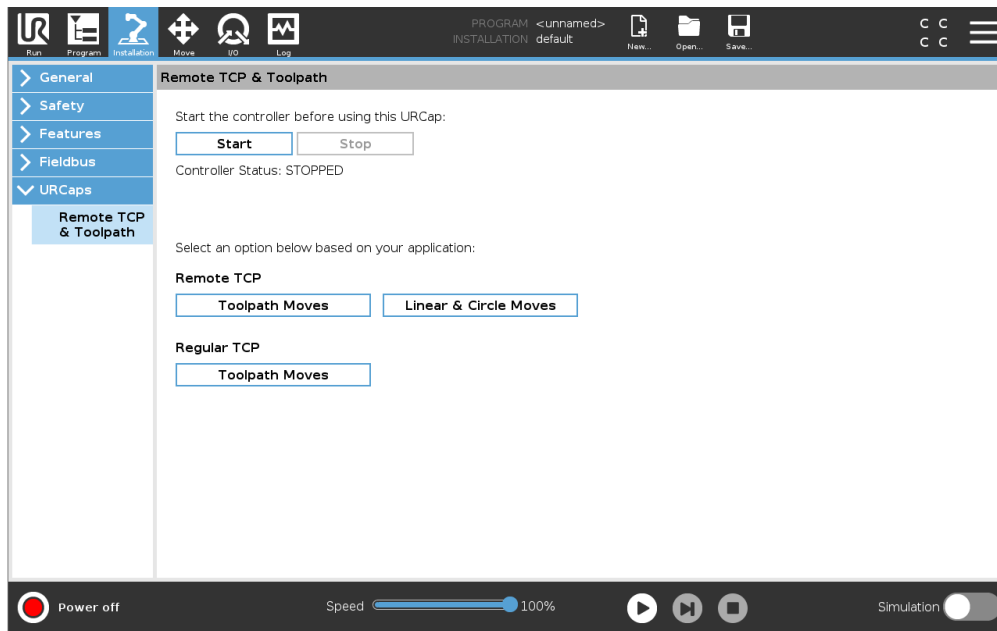 PROGRAM <unnamed>
INSTALLATION default
UR
Run Program Installation Move I/O Log New... Open... Save...
C C
C C
General
Safety
Features
Fieldbus
URCaps
Remote TCP
& Toolpath
Remote TCP & Toolpath
Start the controller before using this URCap:
Start Stop
Controller Status: STOPPED
Select an option below based on your application:
Remote TCP
Toolpath Moves Linear & Circle Moves
Regular TCP
Toolpath Moves
Power off Speed 100% Simulation